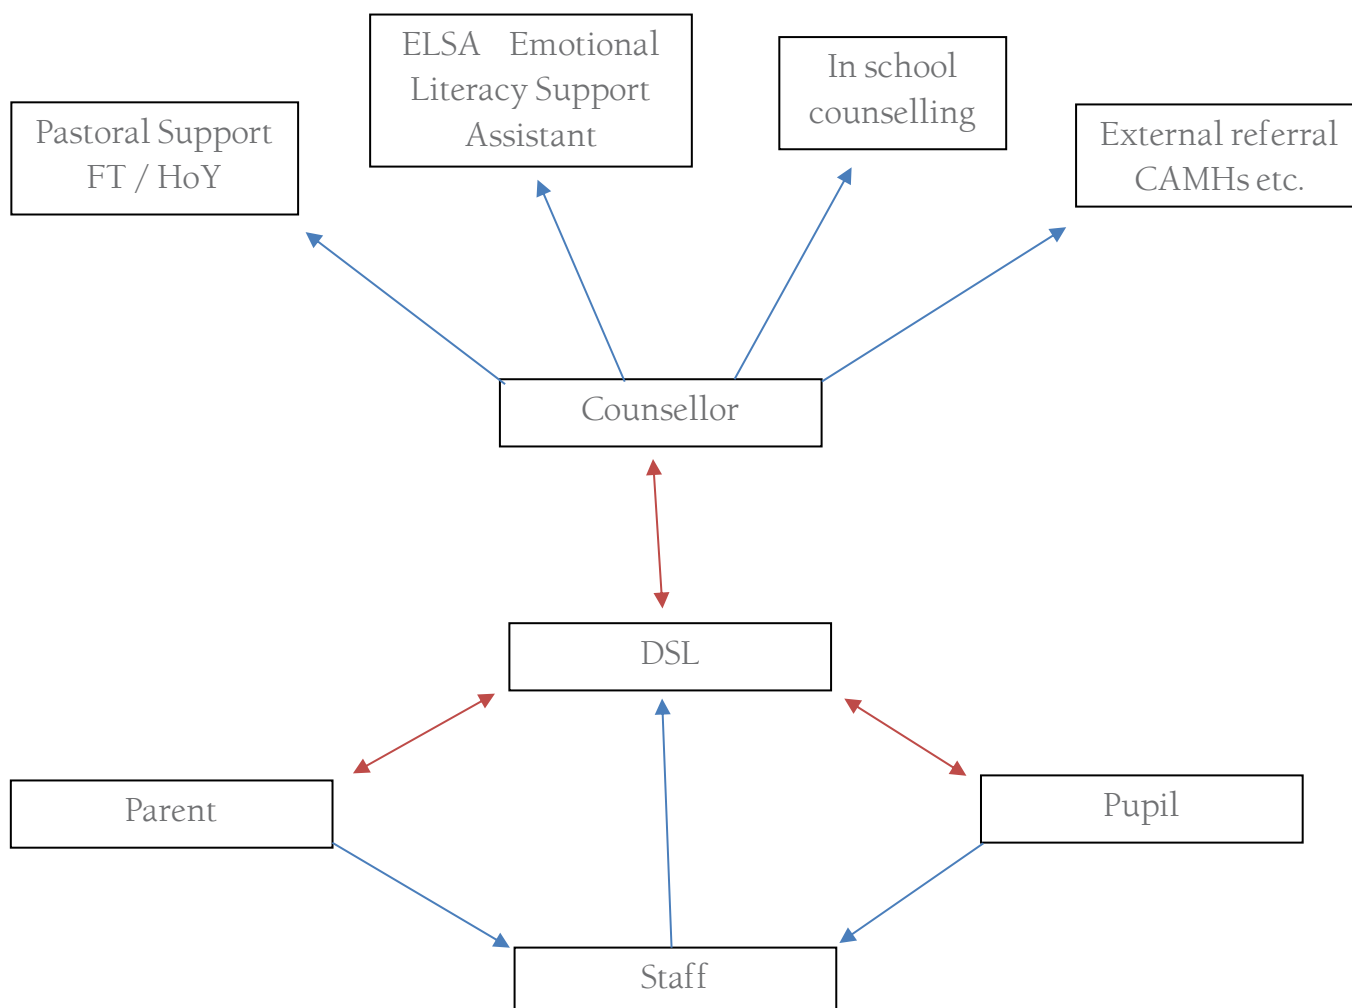 ELSA Emotional
Literacy Support
Assistant
In school
counselling
Pastoral Support
FT / HoY
External referral
CAMHs etc.
Counsellor
DSL
Parent
Pupil
Staff